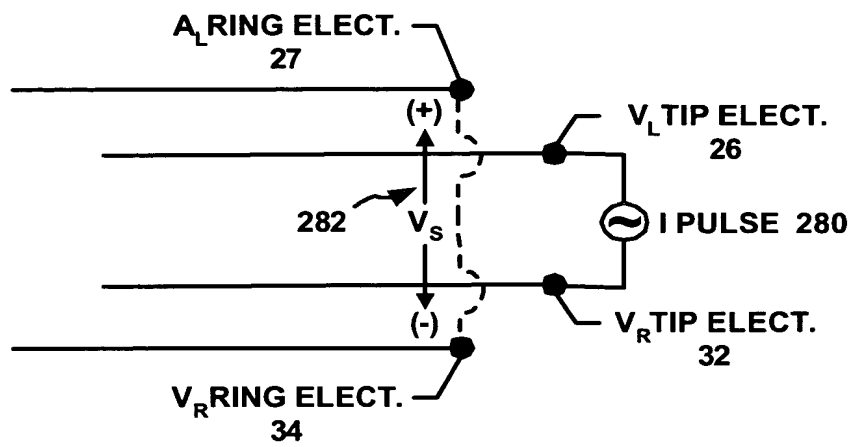 A_L RING ELECT.
27
(+)
V_L TIP ELECT.
26
282
V_S
I PULSE 280
(-)
V_R TIP ELECT.
32
V_R RING ELECT.
34